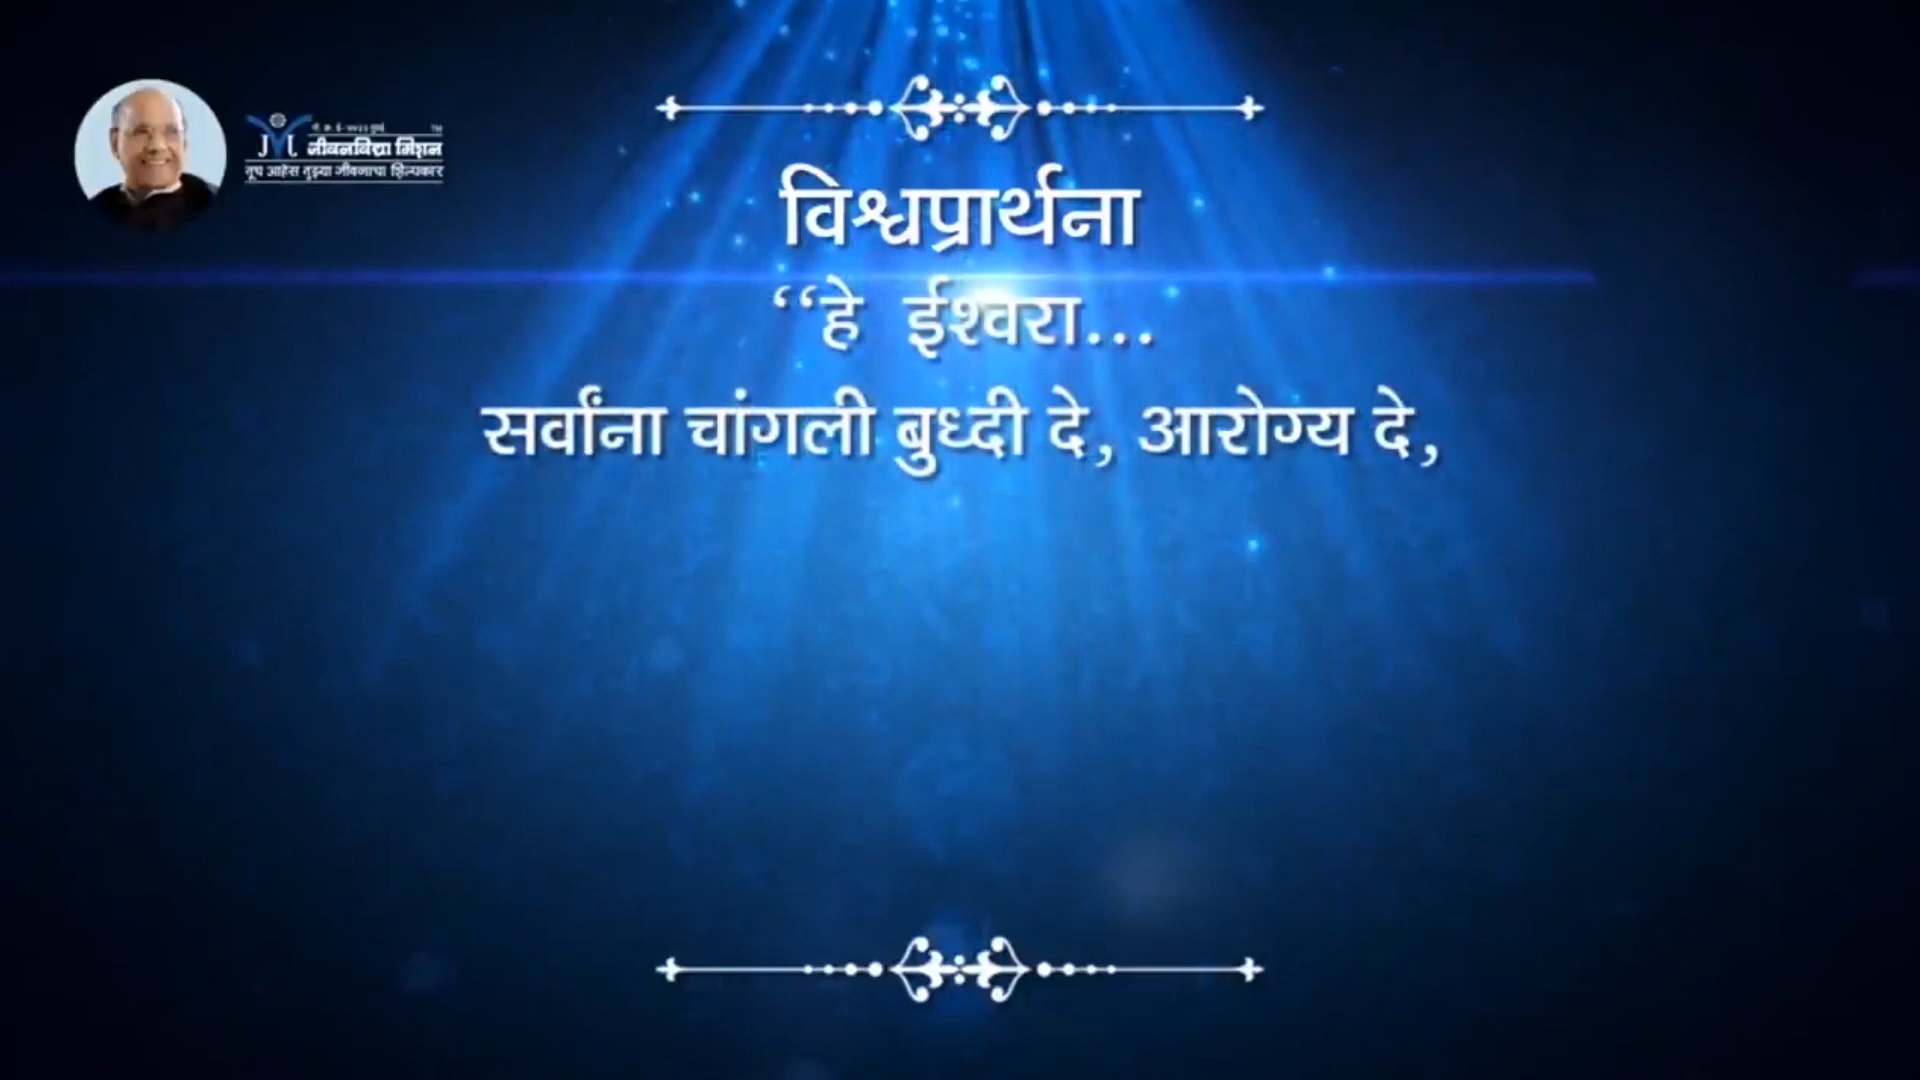 जीवनविद्या मिशन
तूच आहेस तुझ्या जीवनाचा शिल्पकार
विश्वप्रार्थना
“हे ईश्वरा...
सर्वांना चांगली बुध्दी दे, आरोग्य दे,